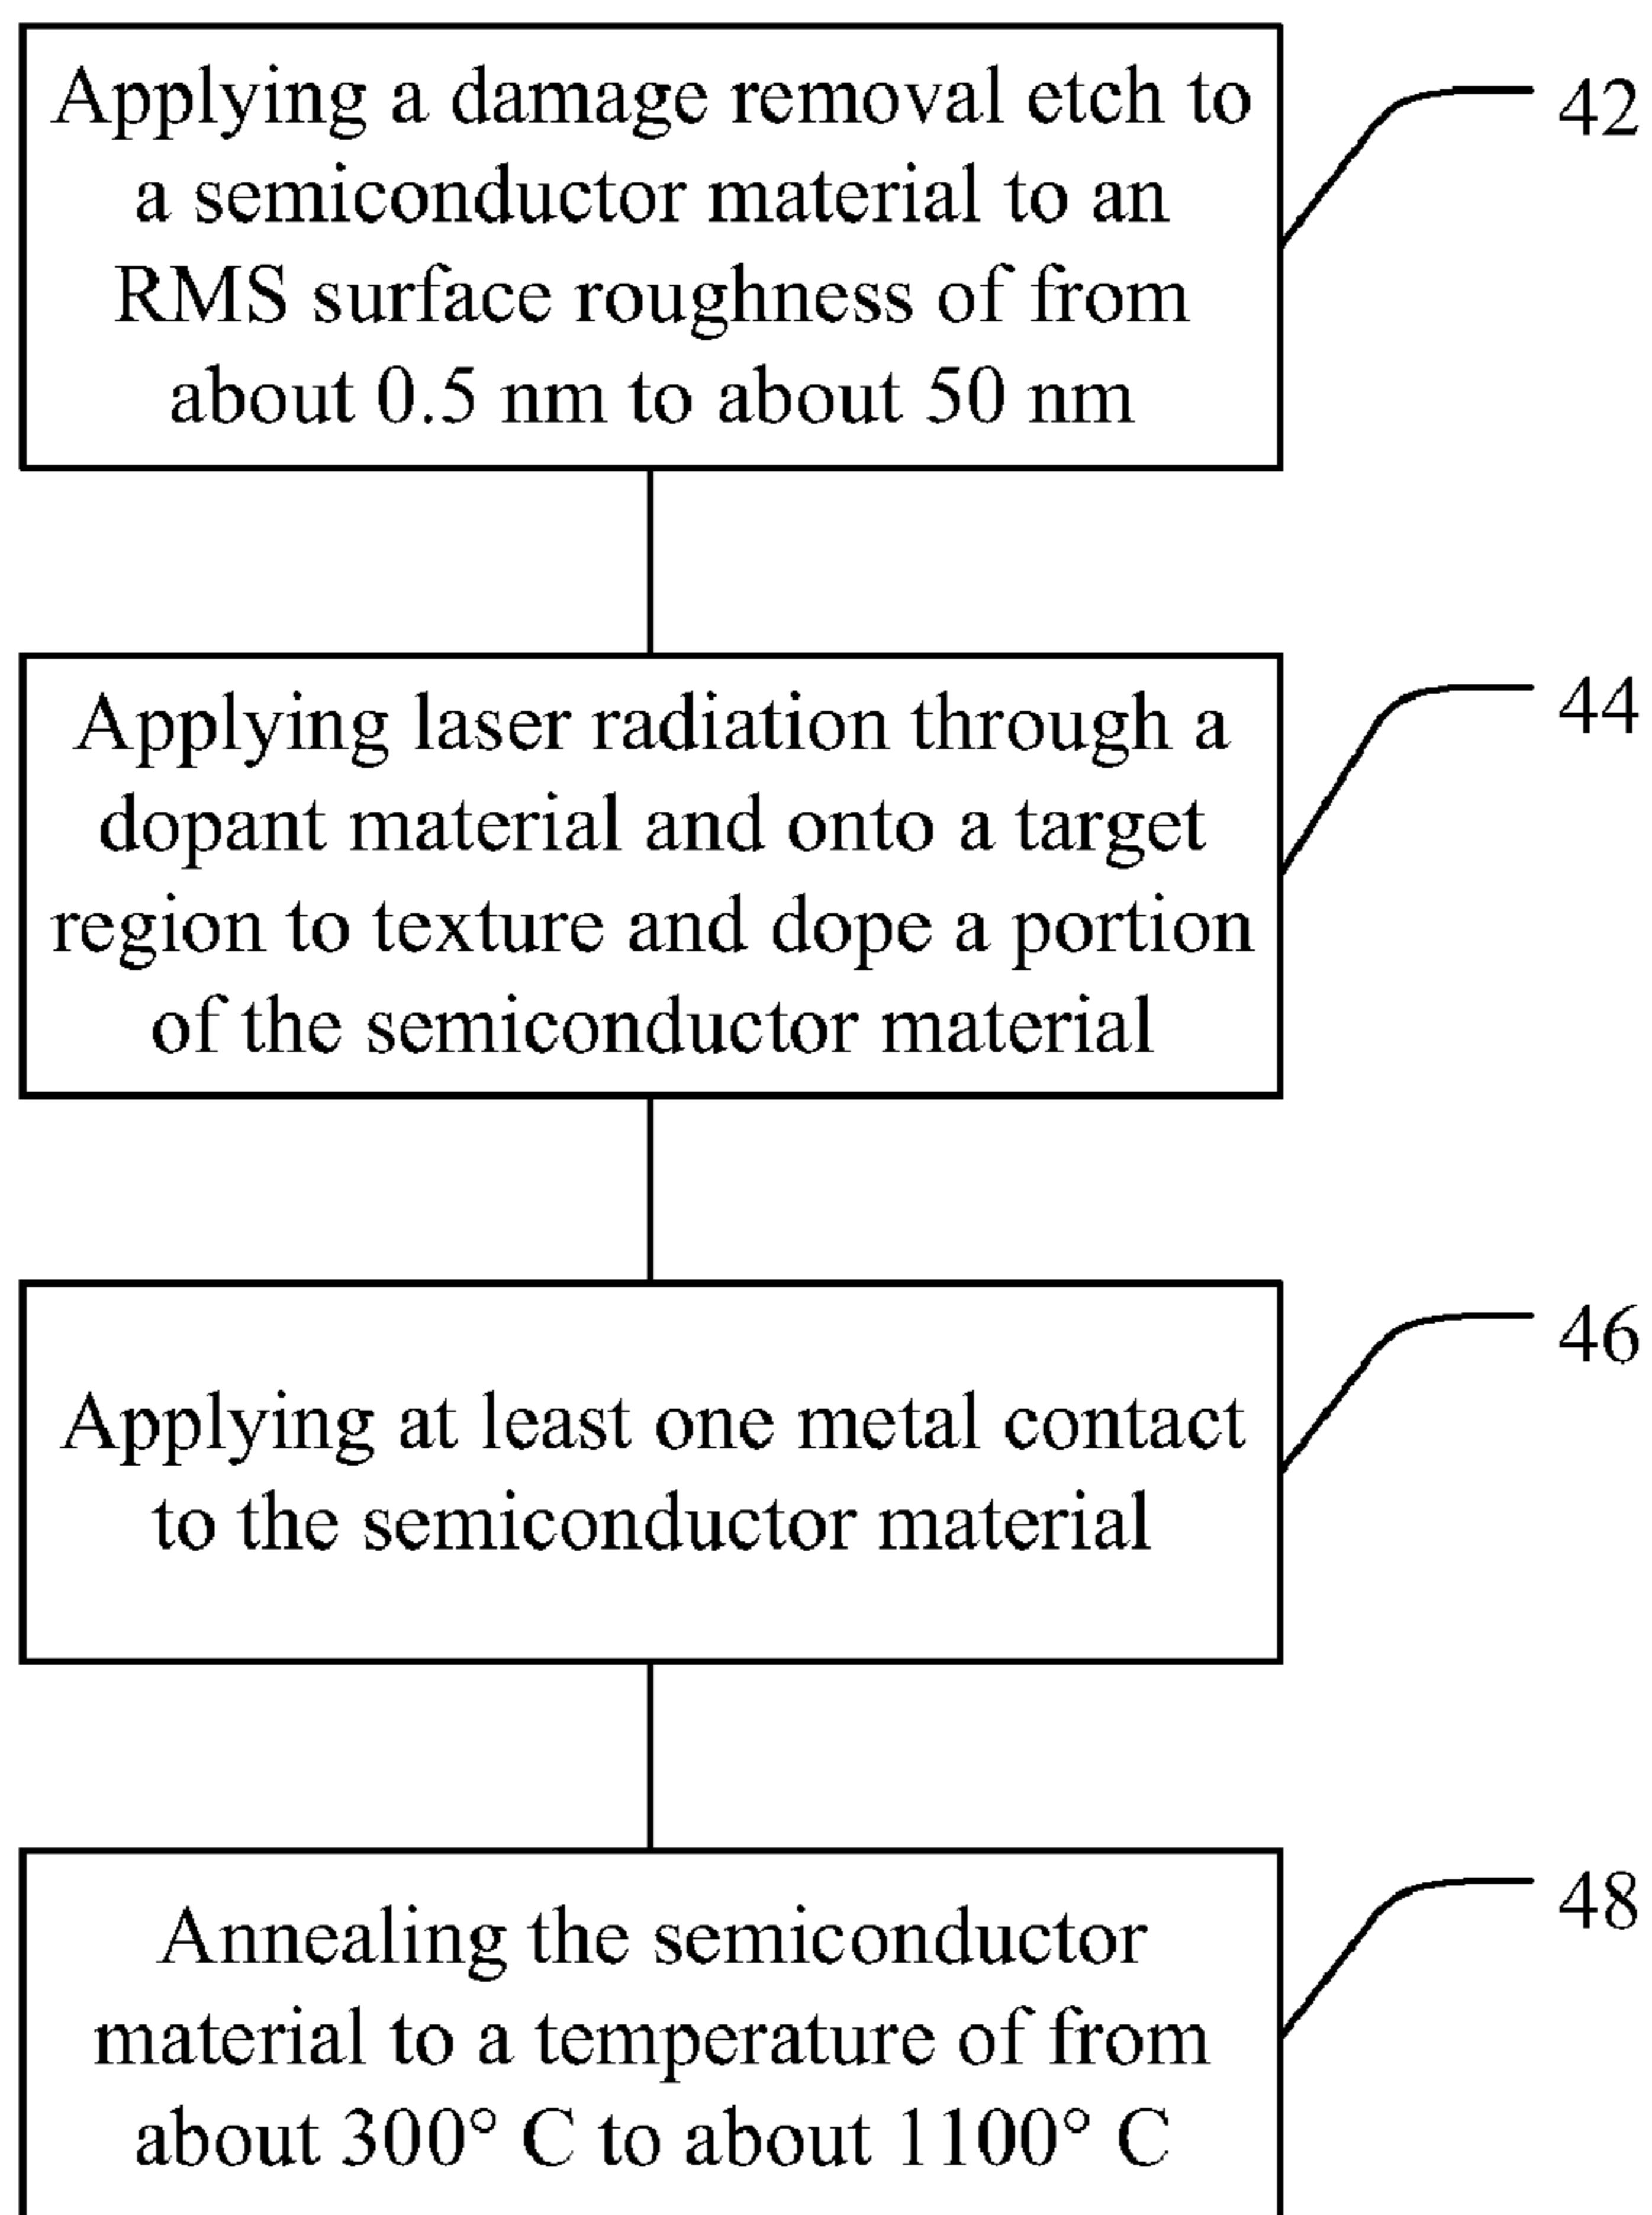 Applying a damage removal etch to
a semiconductor material to an
RMS surface roughness of from
about 0.5 nm to about 50 nm
42
Applying laser radiation through a
dopant material and onto a target
region to texture and dope a portion
of the semiconductor material
44
Applying at least one metal contact
to the semiconductor material
46
Annealing the semiconductor
material to a temperature of from
about 300° C to about 1100° C
48